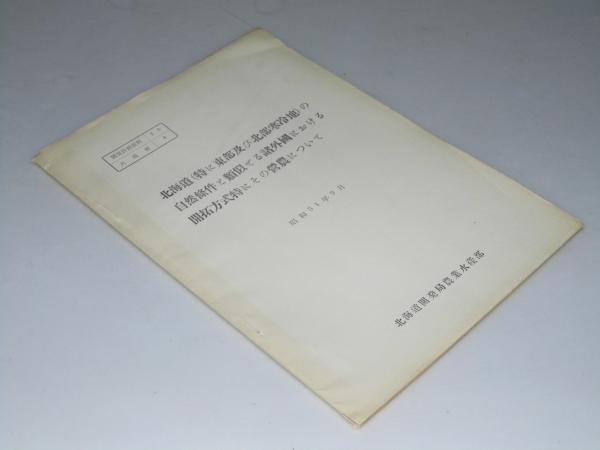 北海道(特に東部及び北部寒冷地)の
自然條件と類似てる諸外國における
開拓方式特にその營農について
昭和31年9月
北海道開発局農業水産部